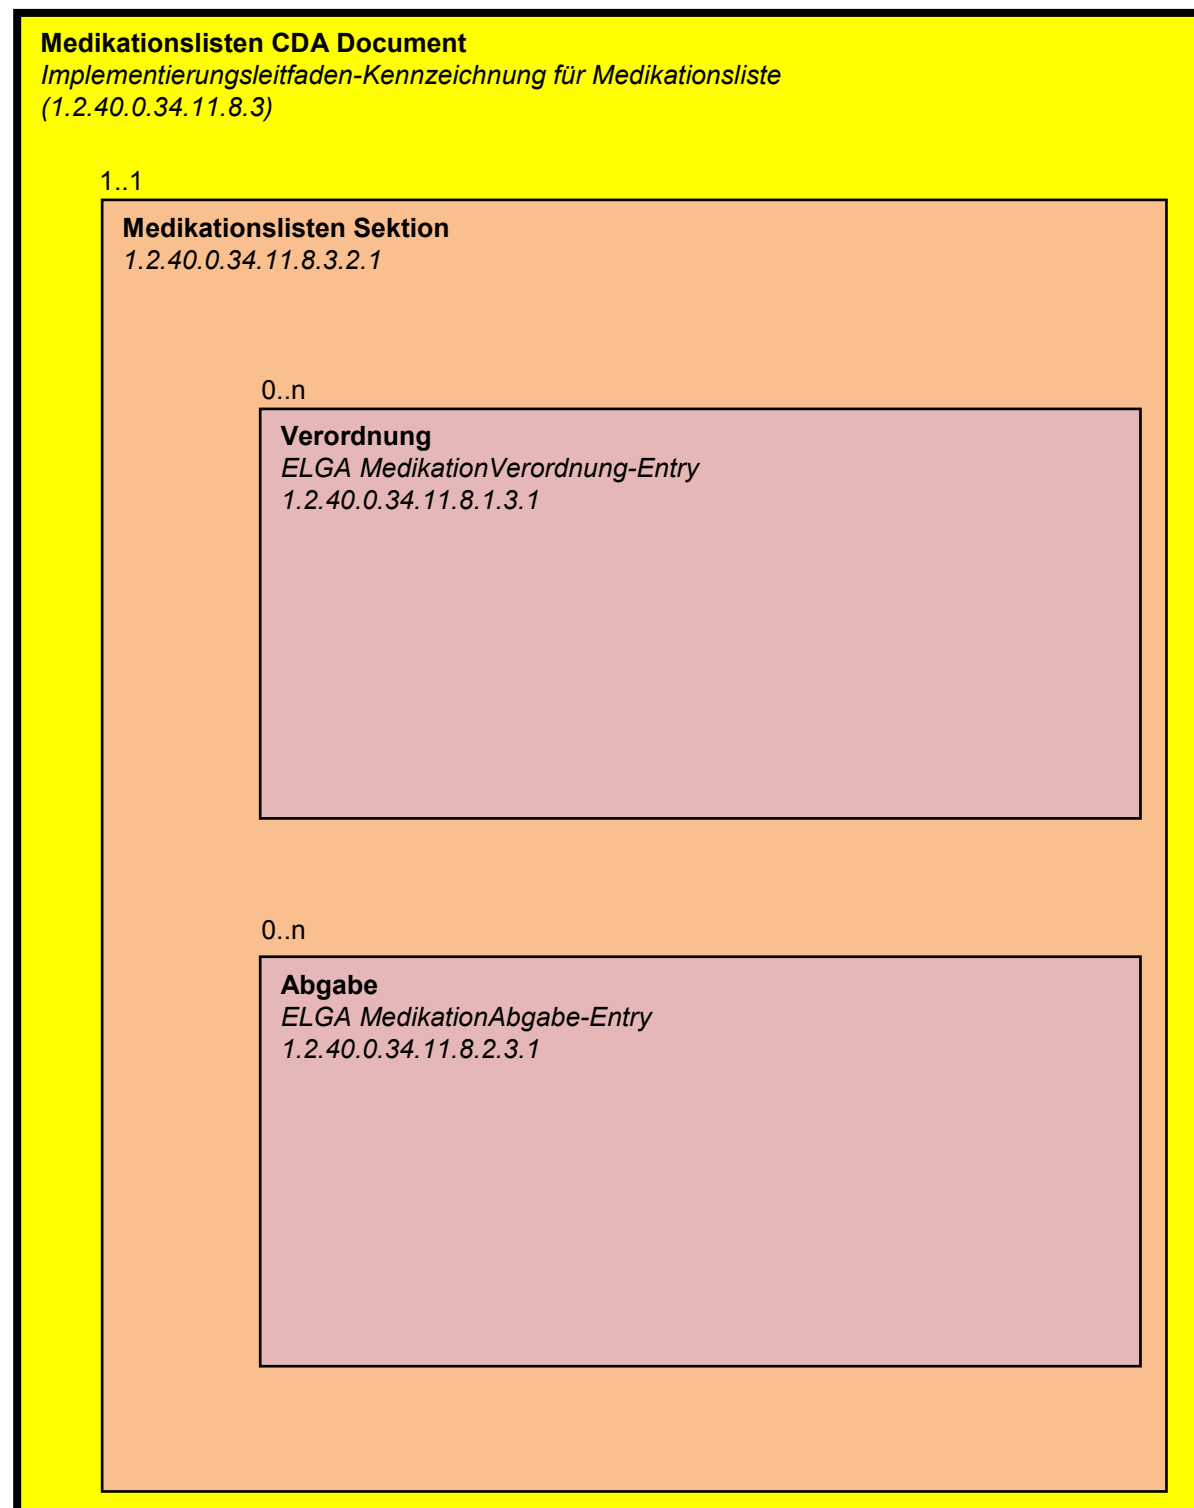 Medikationslisten CDA Document
Implementierungsleitfaden-Kennzeichnung für Medikationsliste
(1.2.40.0.34.11.8.3)
1..1
Medikationslisten Sektion
1.2.40.0.34.11.8.3.2.1
0..n
Verordnung
ELGA MedikationVerordnung-Entry
1.2.40.0.34.11.8.1.3.1
0..n
Abgabe
ELGA MedikationAbgabe-Entry
1.2.40.0.34.11.8.2.3.1